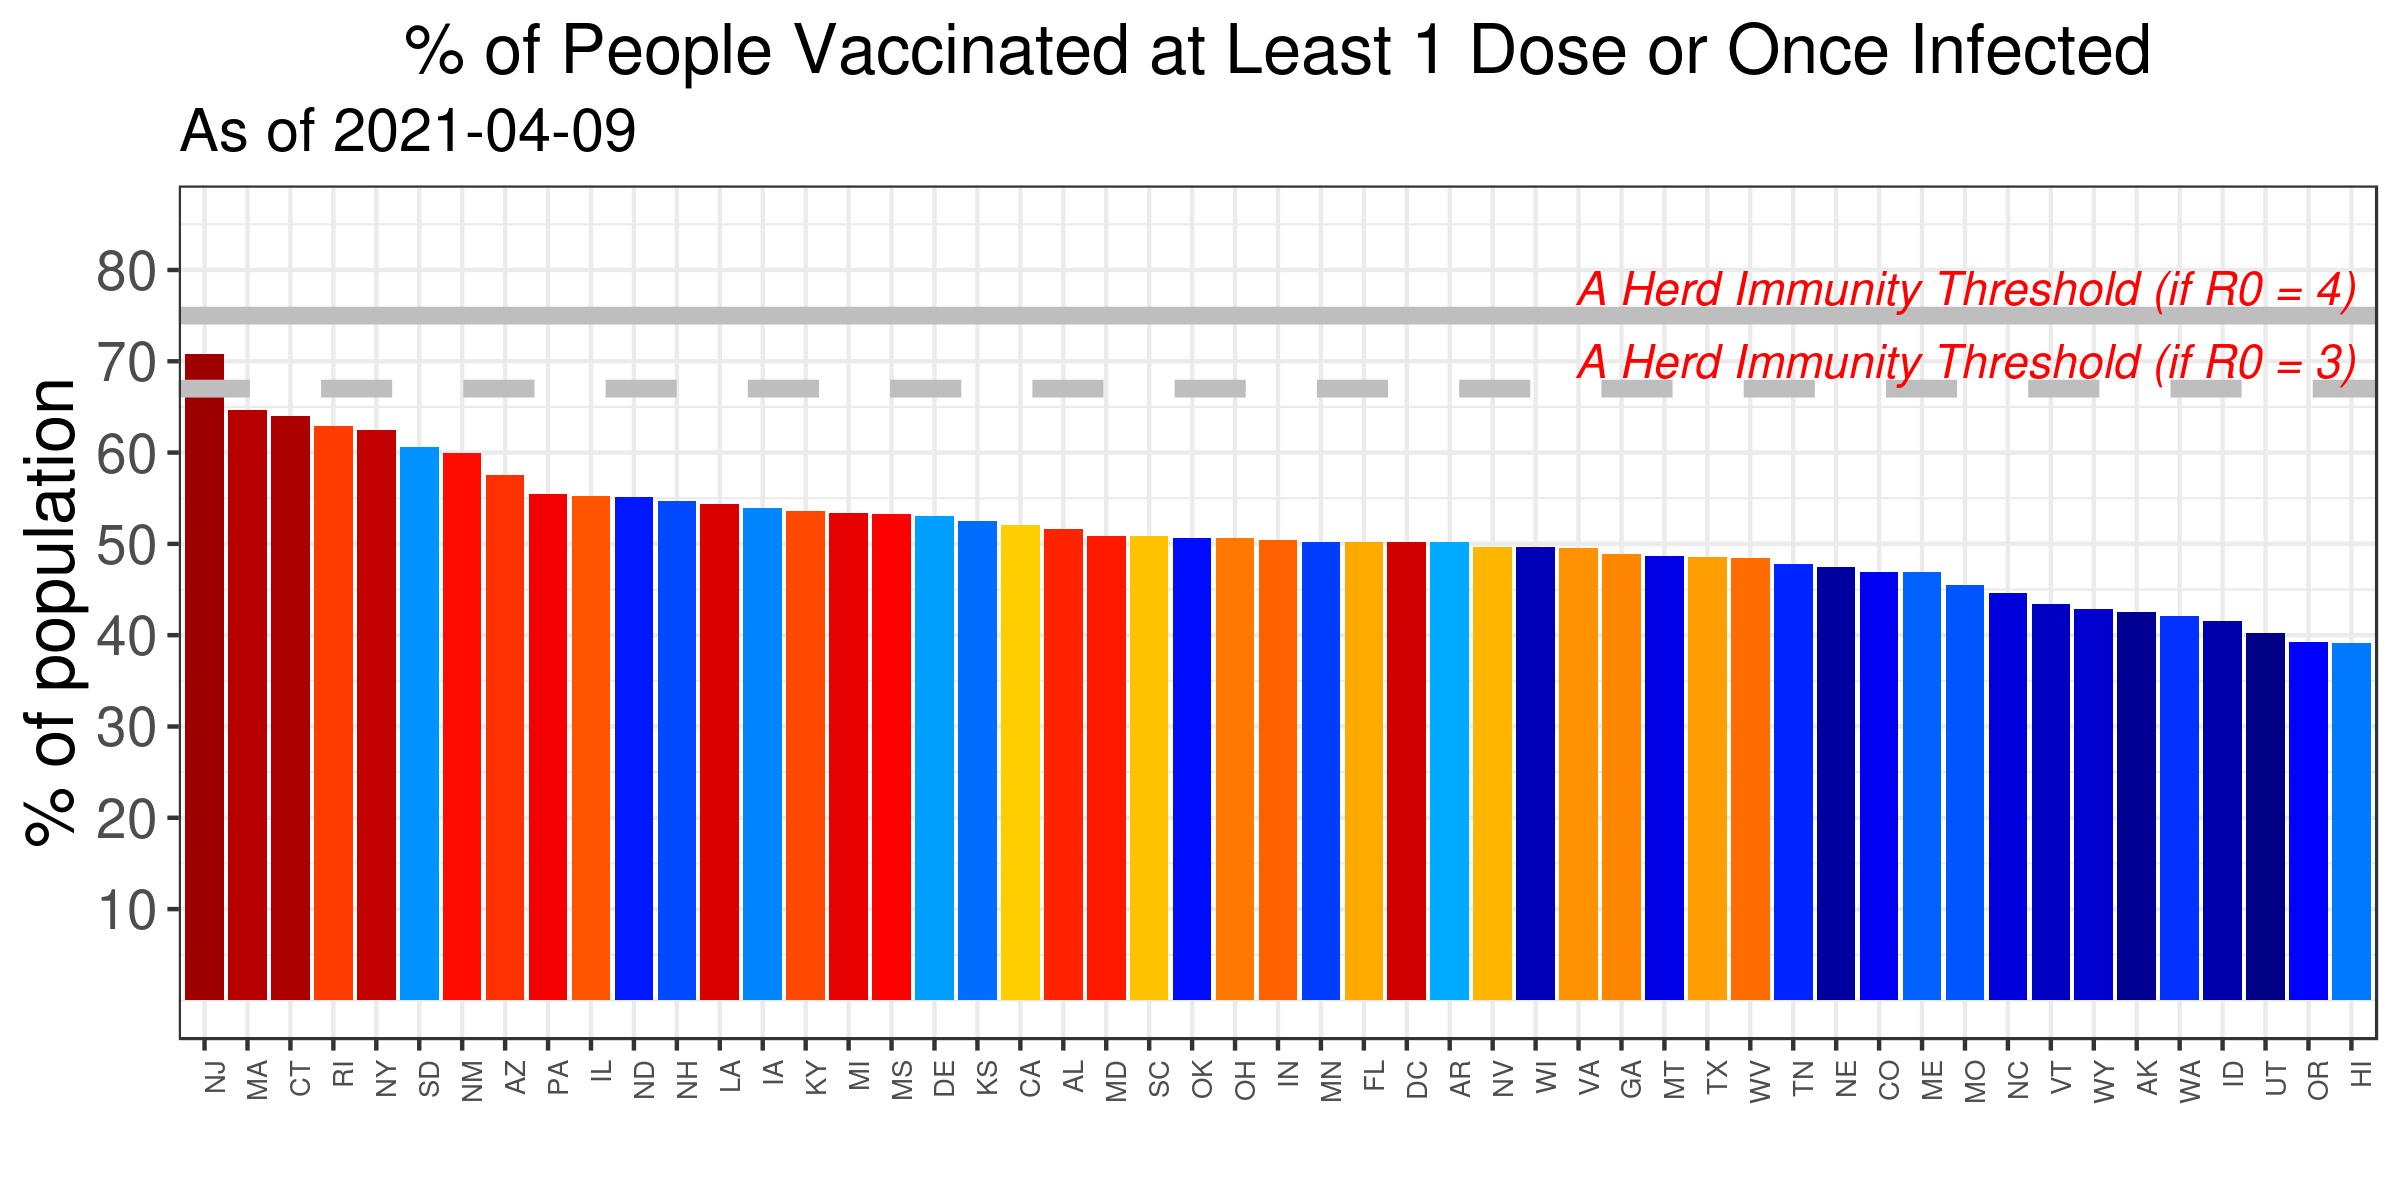 % of People Vaccinated at Least 1 Dose or Once Infected
As of 2021-04-09
% of population
80
70
60
50
40
30
20
10
A Herd Immunity Threshold (if R0 = 4)
A Herd Immunity Threshold (if R0 = 3)
NJ MA CT RI NY SD NM AZ PA IL ND NH LA IA KY MI MS DE KS CA AL MD SC OK OH IN MN FL DC AR NV WI VA GA MT TX WV TN NE CO ME MO NC VT WY AK WA ID UT OR HI